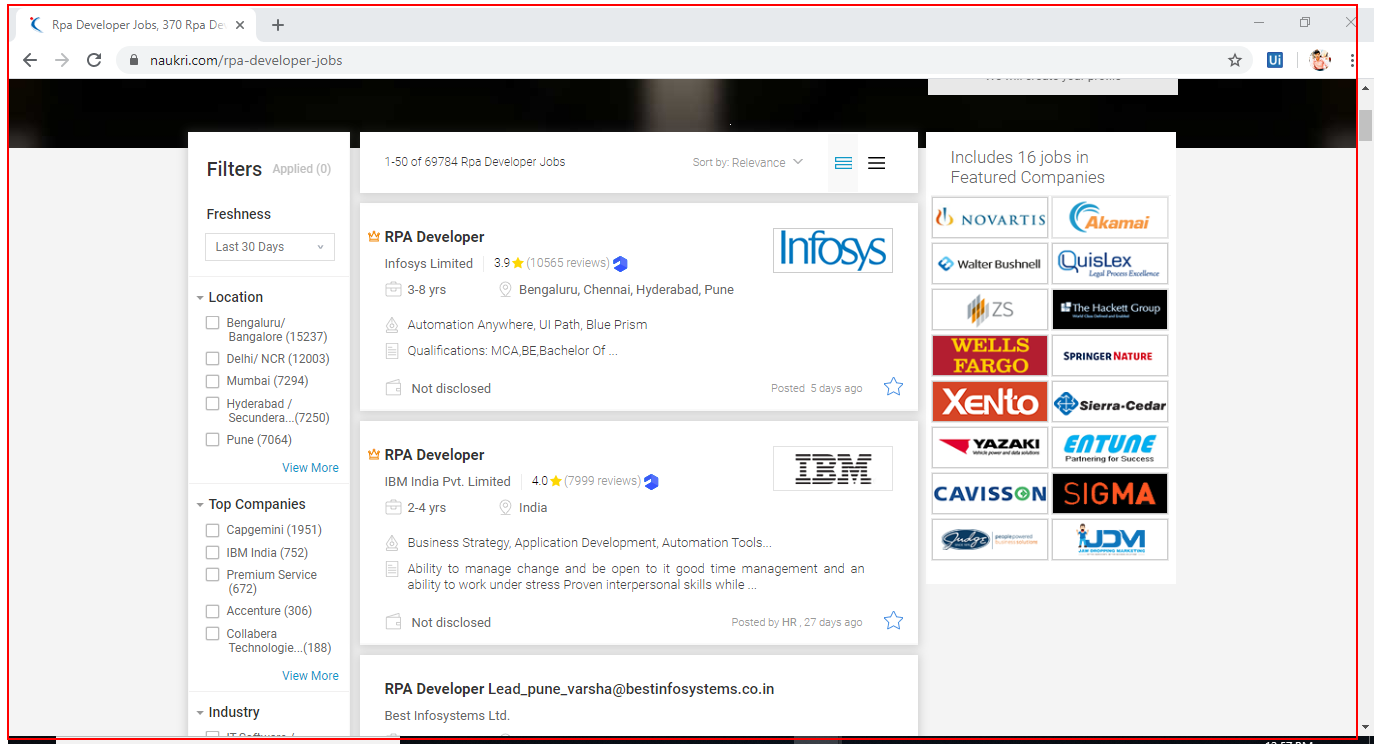 Rpa Developer Jobs, 370 Rpa De
naukri.com/rpa-developer-jobs
Ui
Filters Applied (0)
Freshness
Last 30 Days
Location
Bengaluru/
Bangalore (15237)
Delhi/ NCR (12003)
Mumbai (7294)
Hyderabad /
Secundera...(7250)
Pune (7064)
View More
Top Companies
Capgemini (1951)
IBM India (752)
Premium Service
(672)
Accenture (306)
Collabera
Technologie...(188)
View More
Industry
1-50 of 69784 Rpa Developer Jobs
Sort by: Relevance
RPA Developer
Infosys Limited 3.9 (10565 reviews)
3-8 yrs Bengaluru, Chennai, Hyderabad, Pune
Automation Anywhere, UI Path, Blue Prism
Qualifications: MCA,BE,Bachelor Of ...
Not disclosed
Posted 5 days ago
Infosys
RPA Developer
IBM India Pvt. Limited 4.0 (7999 reviews)
2-4 yrs India
Business Strategy, Application Development, Automation Tools...
Ability to manage change and be open to it good time management and an
ability to work under stress Proven interpersonal skills while ...
Not disclosed
Posted by HR , 27 days ago
IBM
RPA Developer Lead_pune_varsha@bestinfosystems.co.in
Best Infosystems Ltd.
Includes 16 jobs in
Featured Companies
NOVARTIS
Akamai
Walter Bushnell
QuisLex
Legal Process Excellence
ZS
The Hackett Group
WELLS
FARGO
SPRINGER NATURE
XENTO
Sierra-Cedar
YAZAKI
Vehicle power and data solutions
ENTUNE
Partnering for Success
CAVISSON
SIGMA
Judge
JDM
JAW DROPPING MARKETING